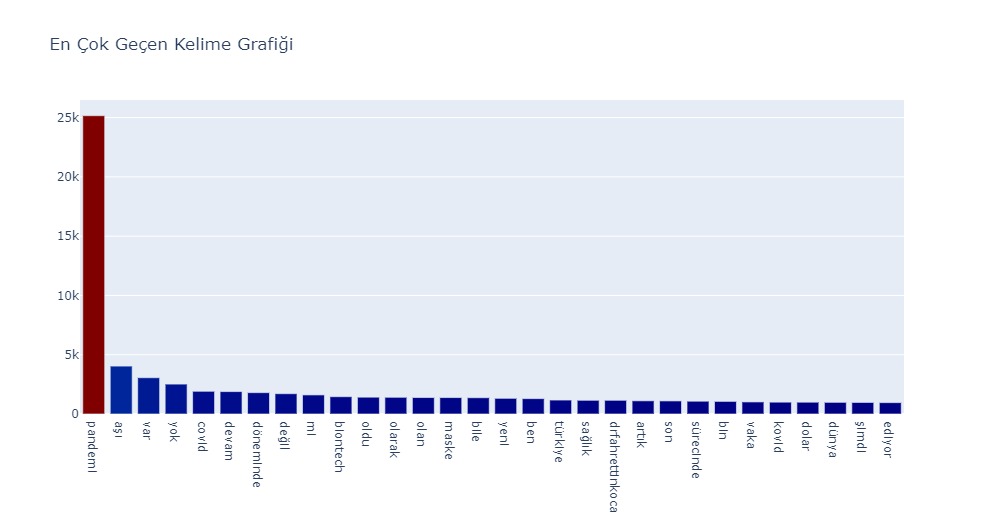 En Çok Geçen Kelime Grafiği
25k
20k
15k
10k
5k
0
pandemi
aşı
var
yok
covid
devam
döneminde
değil
mi
biontech
oldu
olarak
olan
maske
bile
yeni
ben
türkiye
sağlık
drfahrettinkoca
artık
son
sürecinde
bin
vaka
kovid
dolar
dünya
şimdi
ediyor